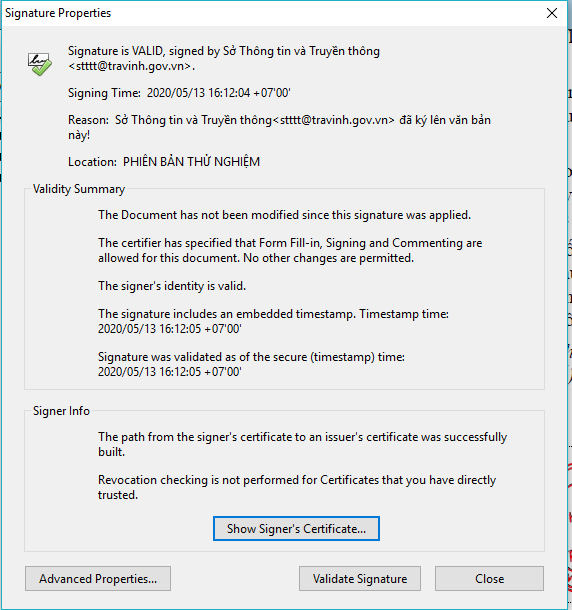 Signature Properties
Signature is VALID, signed by Sở Thông tin và Truyền thông
<stttt@travinh.gov.vn>.
Signing Time: 2020/05/13 16:12:04 +07'00'
Reason: Sở Thông tin và Truyền thông<stttt@travinh.gov.vn> đã ký lên văn bản
này!
Location: PHIÊN BẢN THỬ NGHIỆM
Validity Summary
The Document has not been modified since this signature was applied.
The certifier has specified that Form Fill-in, Signing and Commenting are
allowed for this document. No other changes are permitted.
The signer's identity is valid.
The signature includes an embedded timestamp. Timestamp time:
2020/05/13 16:12:05 +07'00'
Signature was validated as of the secure (timestamp) time:
2020/05/13 16:12:05 +07'00'
Signer Info
The path from the signer's certificate to an issuer's certificate was successfully
built.
Revocation checking is not performed for Certificates that you have directly
trusted.
Show Signer's Certificate...
Advanced Properties...
Validate Signature
Close